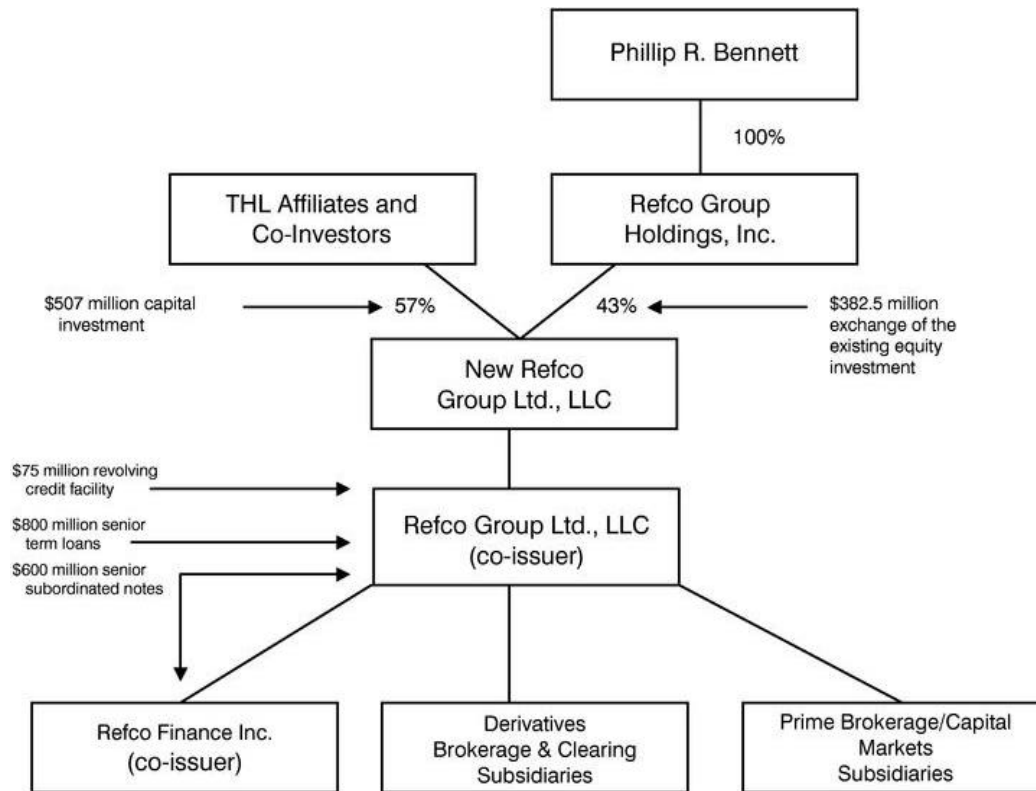 Phillip R. Bennett
100%
THL Affiliates and
Co-Investors
Refco Group
Holdings, Inc.
$507 million capital
investment
57%
43%
$382.5 million
exchange of the
existing equity
investment
New Refco
Group Ltd., LLC
$75 million revolving
credit facility
$800 million senior
term loans
$600 million senior
subordinated notes
Refco Group Ltd., LLC
(co-issuer)
Refco Finance Inc.
(co-issuer)
Derivatives
Brokerage & Clearing
Subsidiaries
Prime Brokerage/Capital
Markets
Subsidiaries